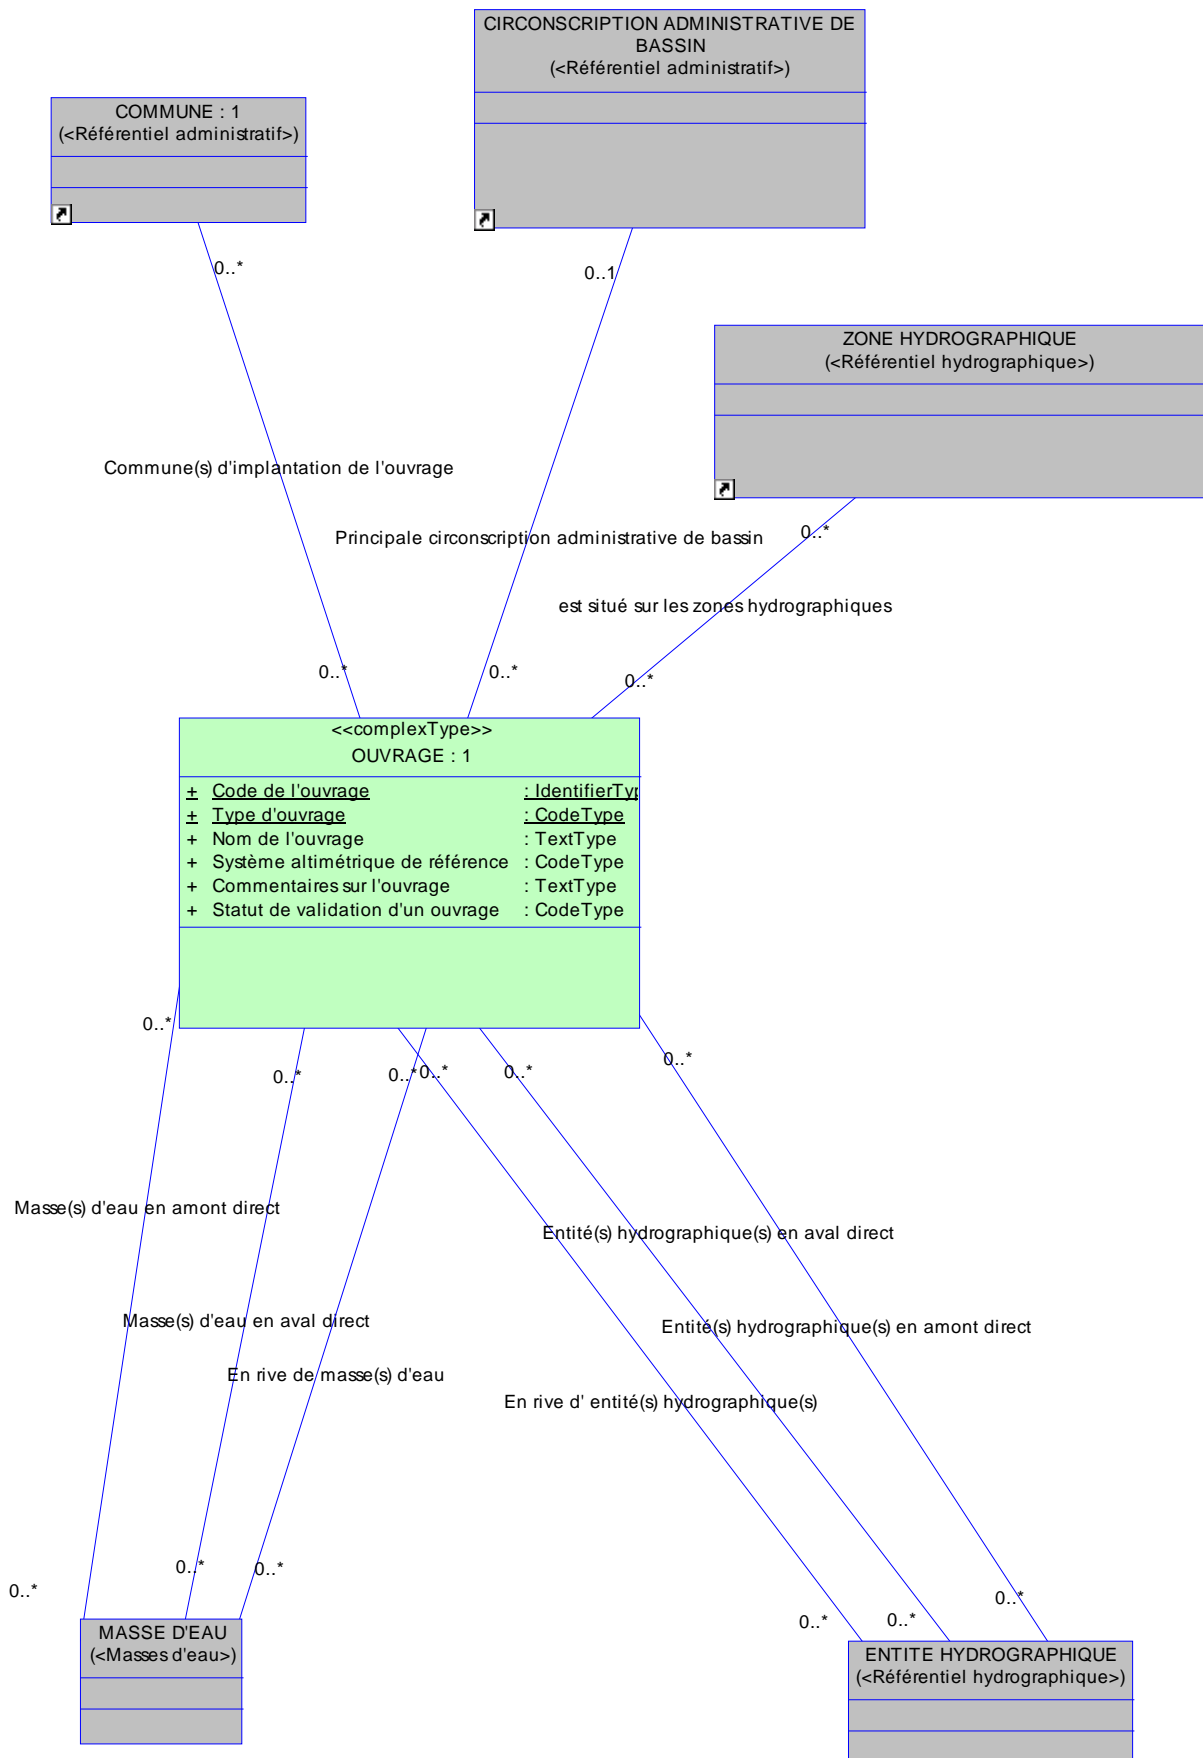 CIRCONSCRIPTION ADMINISTRATIVE DE
BASSIN
(<Référentiel administratif>)
COMMUNE : 1
(<Référentiel administratif>)
0..*
0..1
ZONE HYDROGRAPHIQUE
(<Référentiel hydrographique>)
Commune(s) d'implantation de l'ouvrage
Principale circonscription administrative de bassin
0..*
est situé sur les zones hydrographiques
0..*
0..*
0..*
<<complexType>>
OUVRAGE : 1
+ Code de l'ouvrage : IdentifierTyp
+ Type d'ouvrage : CodeType
+ Nom de l'ouvrage : TextType
+ Système altimétrique de référence : CodeType
+ Commentaires sur l'ouvrage : TextType
+ Statut de validation d'un ouvrage : CodeType
0..*
0..*
0..*
0..*
0..*
0..*
Masse(s) d'eau en amont direct
Entité(s) hydrographique(s) en aval direct
Masse(s) d'eau en aval direct
Entité(s) hydrographique(s) en amont direct
En rive de masse(s) d'eau
En rive d' entité(s) hydrographique(s)
0..*
0..*
0..*
0..*
0..*
0..*
MASSE D'EAU
(<Masses d'eau>)
ENTITE HYDROGRAPHIQUE
(<Référentiel hydrographique>)